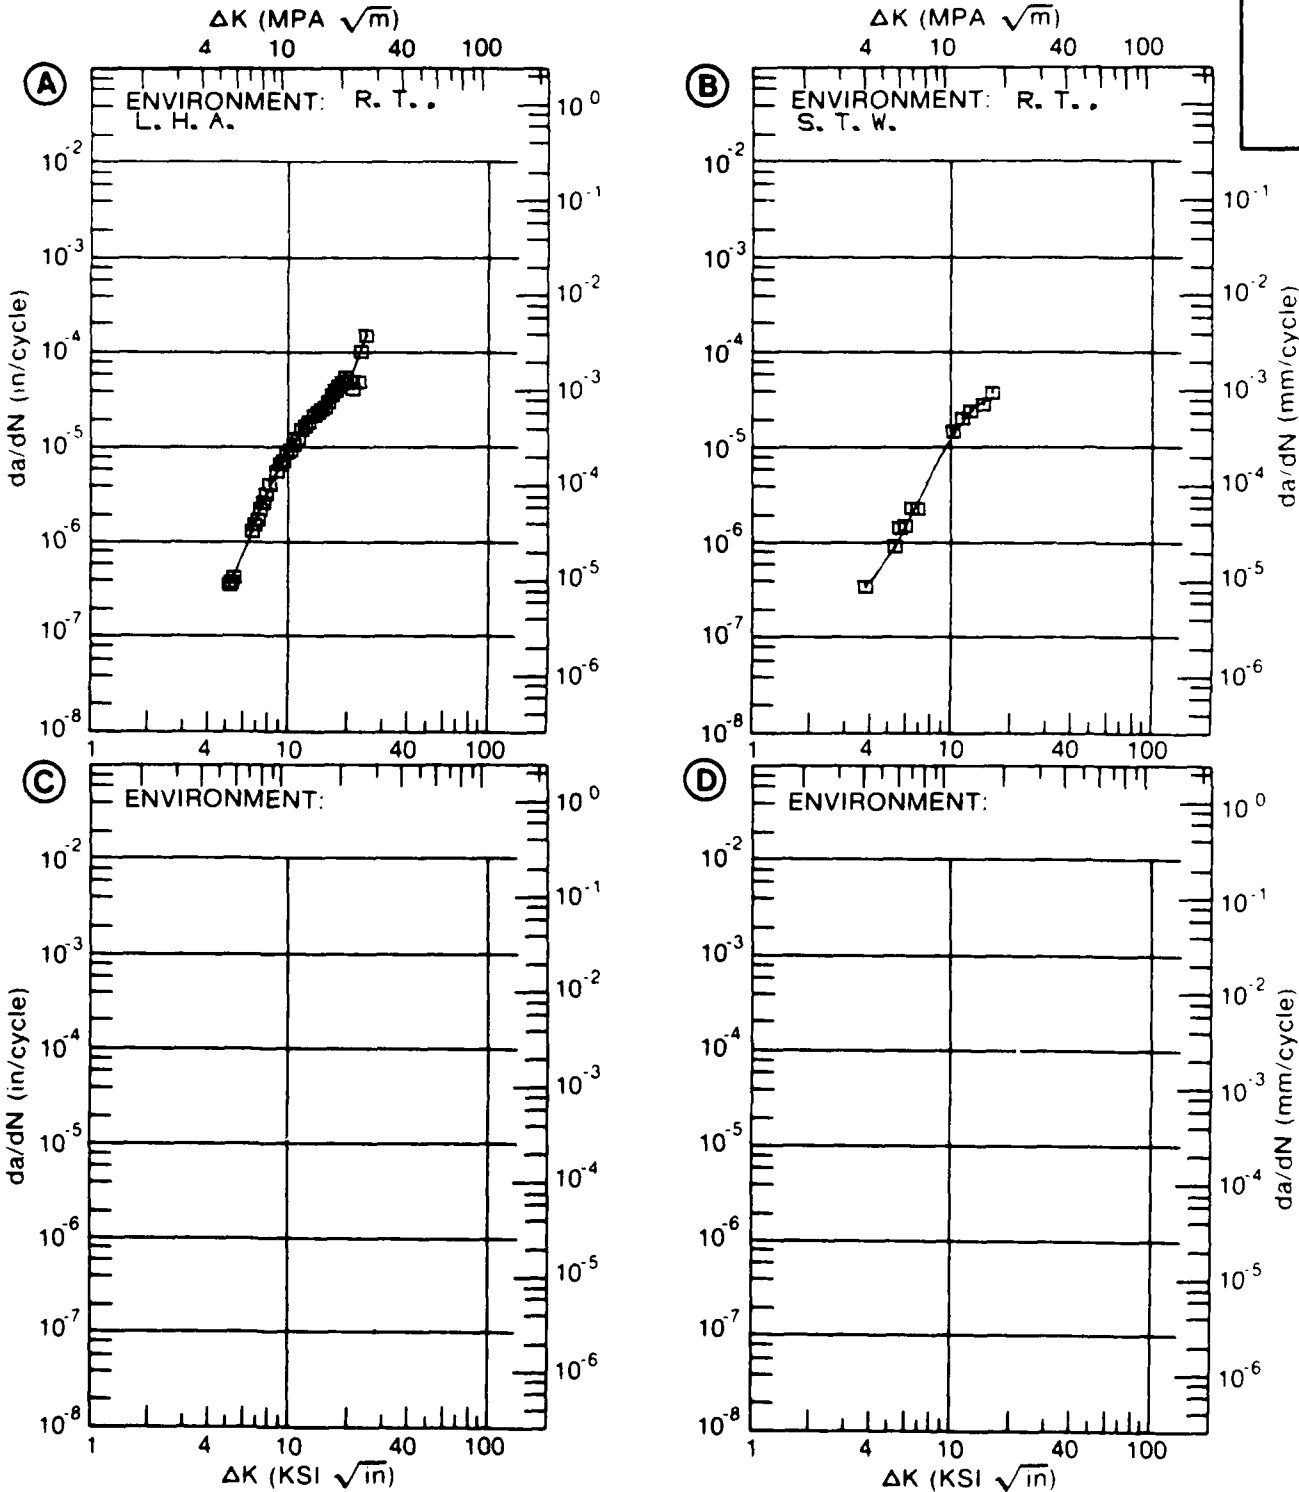 ΔK (MPA √m)
4 10 40 100
A
ENVIRONMENT: R. T. .
L. H. A.
10^0
10^-1
10^-2
10^-3
10^-4
10^-5
10^-6
da/dN (in/cycle)
10^-2
10^-3
10^-4
10^-5
10^-6
10^-7
10^-8
1 4 10 40 100
ΔK (MPA √m)
4 10 40 100
B
ENVIRONMENT: R. T. .
S. T. W.
10^-2
10^-3
10^-4
10^-5
10^-6
10^-7
10^-8
10^-1
10^-2
10^-3
10^-4
10^-5
10^-6
da/dN (mm/cycle)
1 4 10 40 100
C
ENVIRONMENT:
10^0
10^-1
10^-2
10^-3
10^-4
10^-5
10^-6
da/dN (in/cycle)
10^-2
10^-3
10^-4
10^-5
10^-6
10^-7
10^-8
1 4 10 40 100
ΔK (KSI √in)
D
ENVIRONMENT:
10^-2
10^-3
10^-4
10^-5
10^-6
10^-7
10^-8
10^0
10^-1
10^-2
10^-3
10^-4
10^-5
10^-6
da/dN (mm/cycle)
1 4 10 40 100
ΔK (KSI √in)